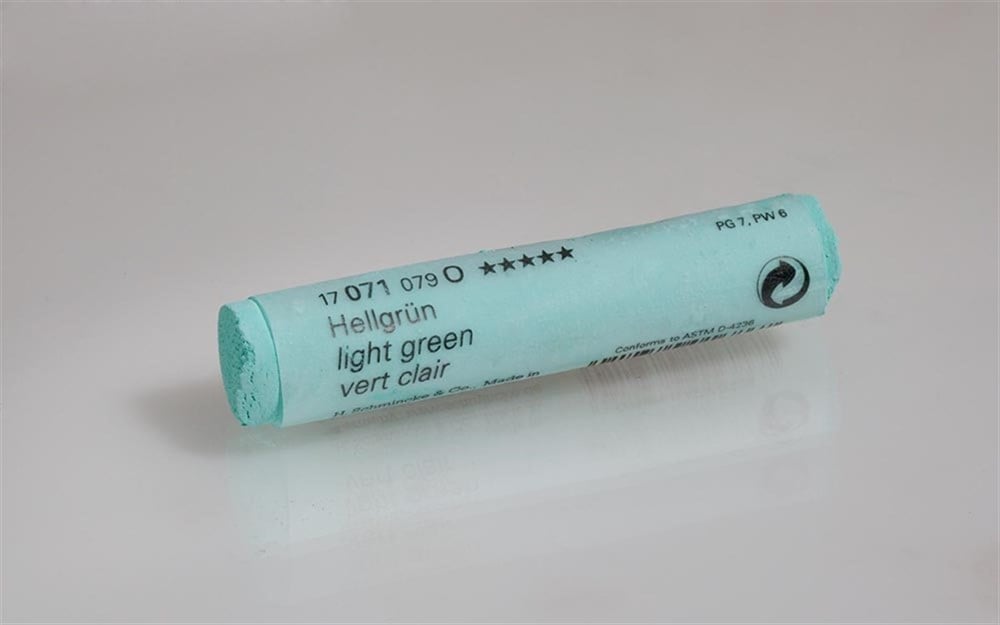 17 071 079 O ★★★★★
Hellgrün
light green
vert clair
H. Schmincke & Co., Made in
PG 7, PW 6
Conforms to ASTM D-4236